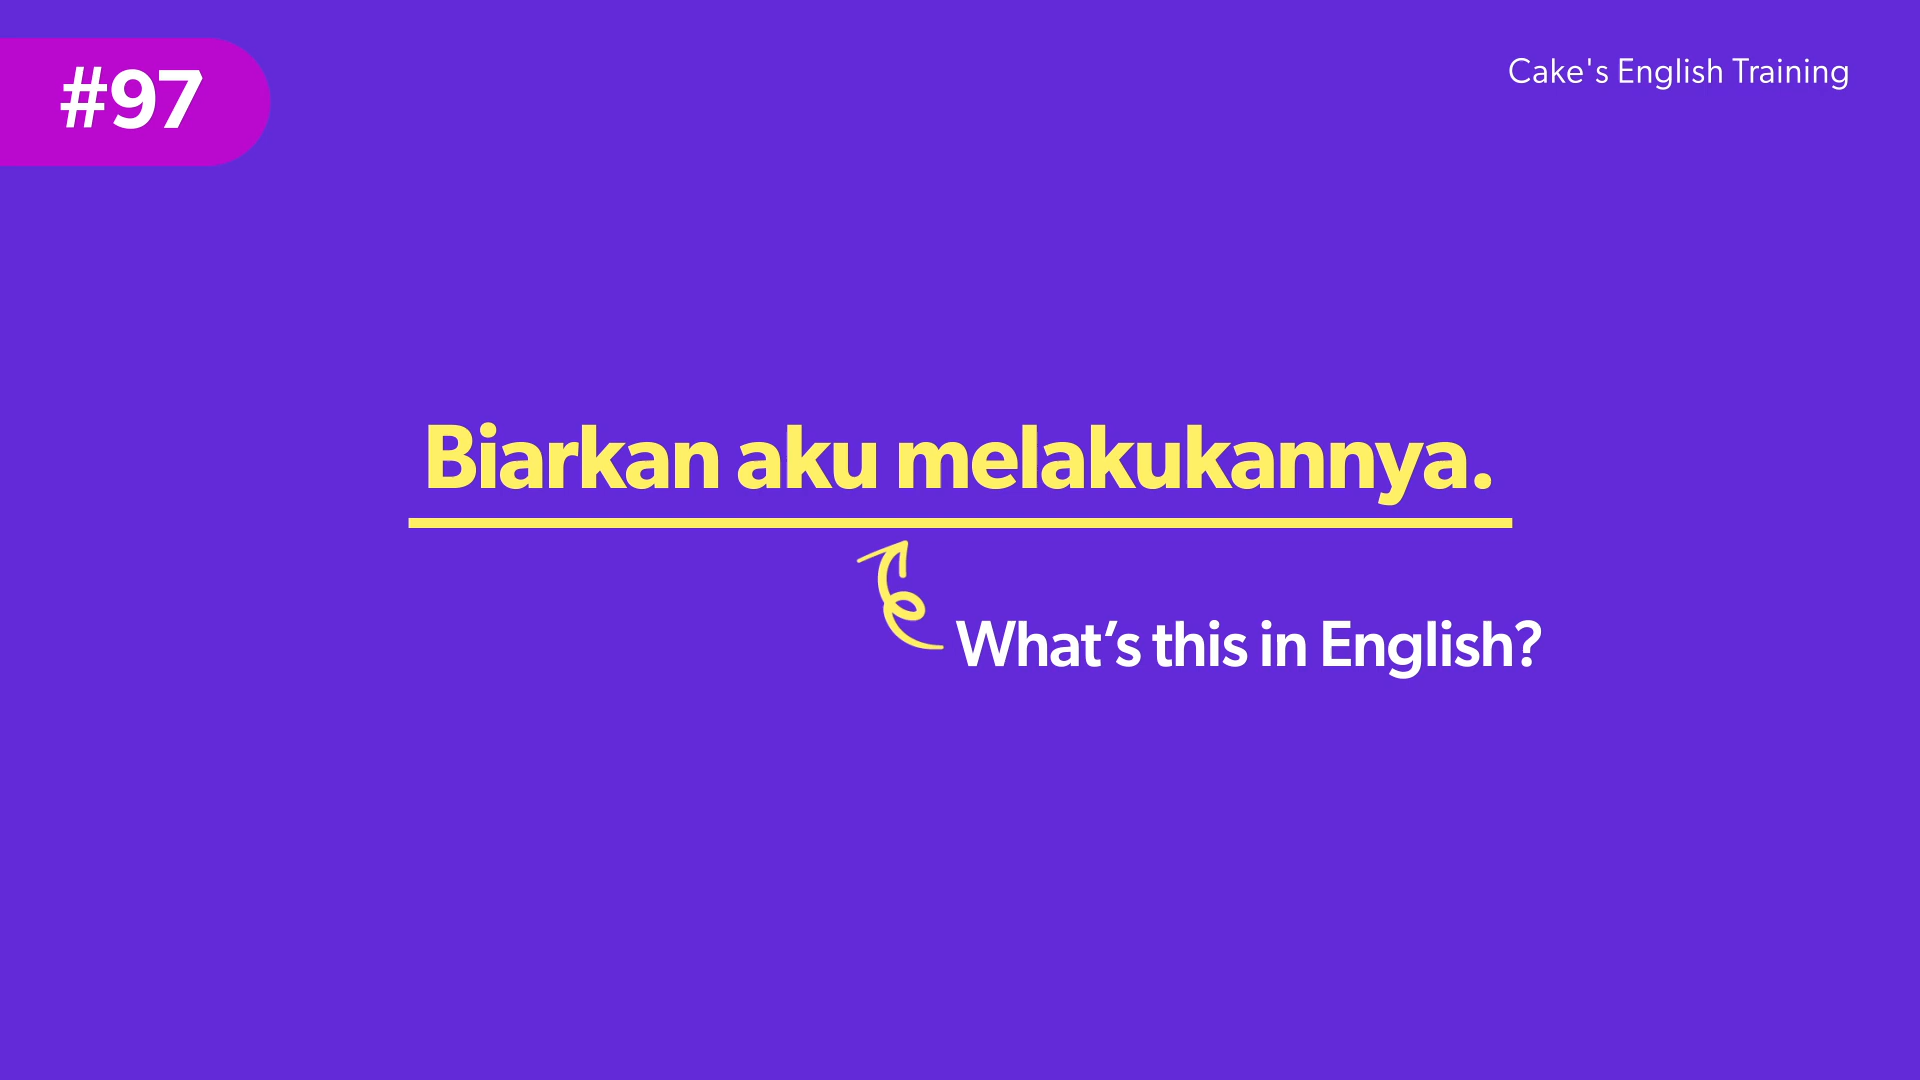 #97
Cake's English Training
Biarkan aku melakukannya.
What’s this in English?